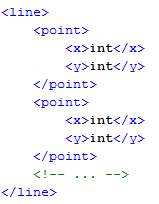 <line>
    <point>
        <x>int</x>
        <y>int</y>
    </point>
    <point>
        <x>int</x>
        <y>int</y>
    </point>
    <!-- ... -->
</line>